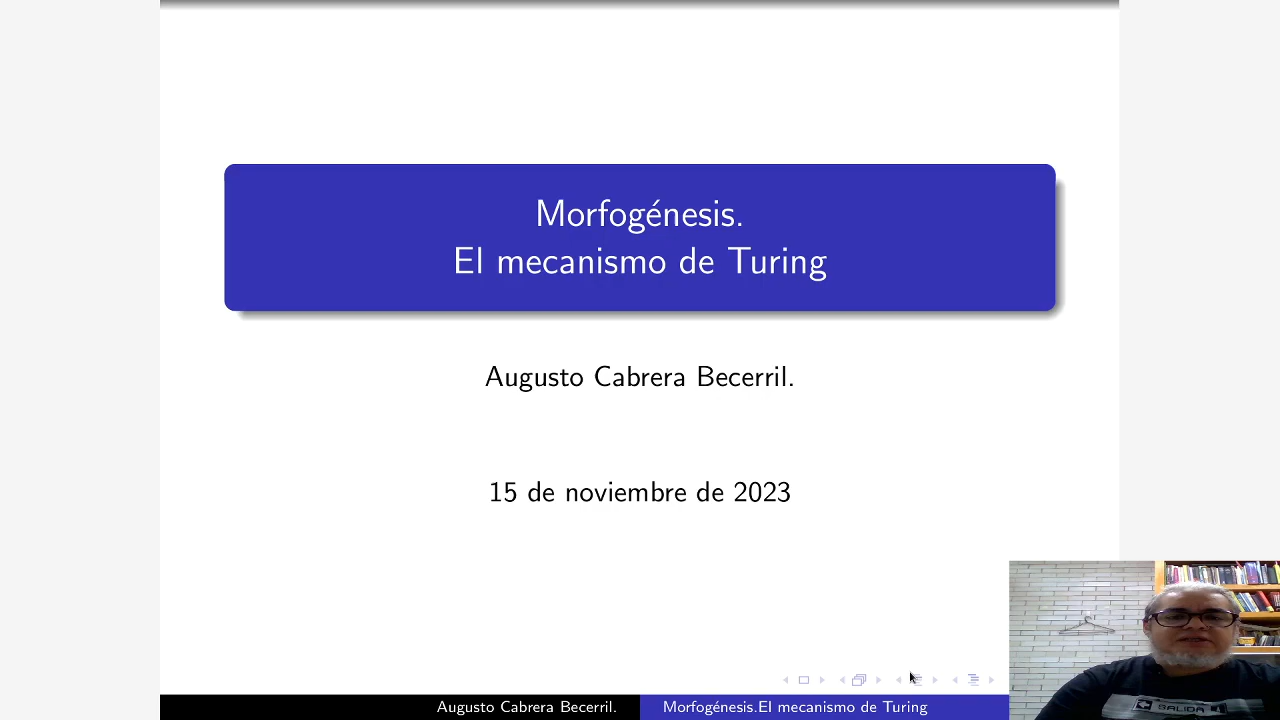 Morfogénesis.
El mecanismo de Turing
Augusto Cabrera Becerril.
15 de noviembre de 2023
Augusto Cabrera Becerril.
Morfogénesis.El mecanismo de Turing
SALIDA